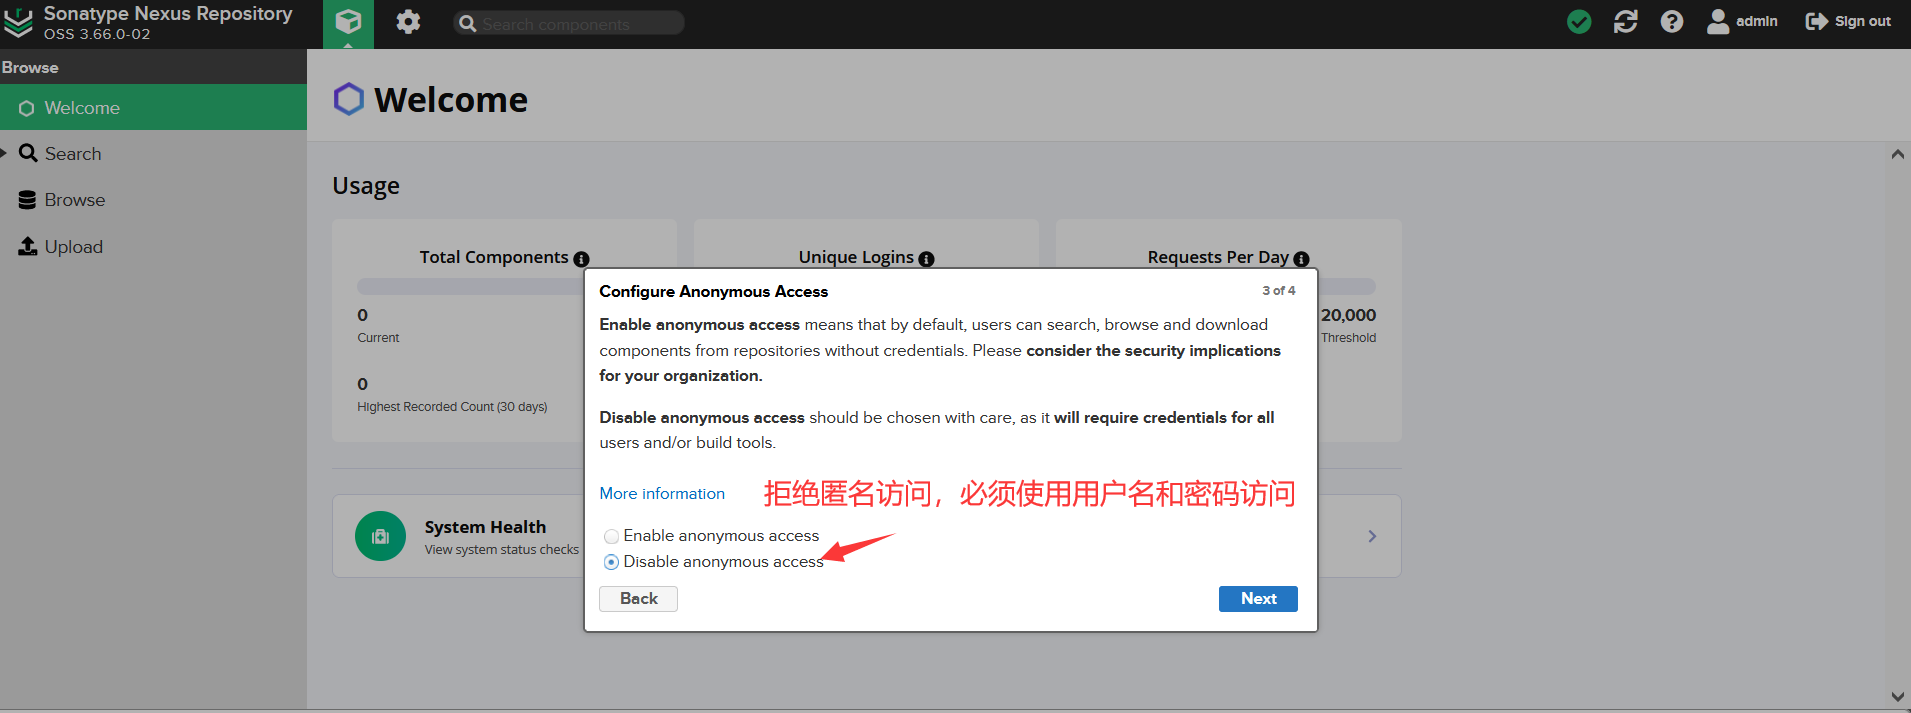 Sonatype Nexus Repository
OSS 3.66.0-02
Search components
admin
Sign out
Browse
Welcome
Search
Browse
Upload
Welcome
Usage
Total Components
Unique Logins
Requests Per Day
0
Current
20,000
Threshold
0
Highest Recorded Count (30 days)
System Health
View system status checks
Configure Anonymous Access
3 of 4
Enable anonymous access means that by default, users can search, browse and download
components from repositories without credentials. Please consider the security implications
for your organization.
Disable anonymous access should be chosen with care, as it will require credentials for all
users and/or build tools.
More information
拒绝匿名访问，必须使用用户名和密码访问
Enable anonymous access
Disable anonymous access
Back
Next